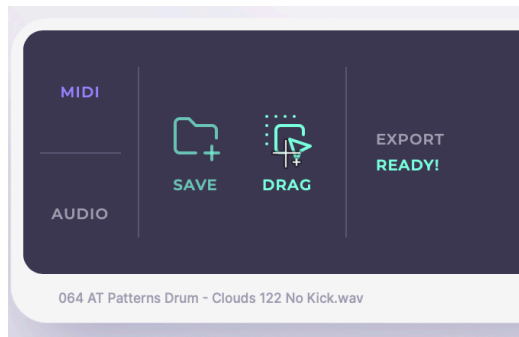 MIDI
AUDIO
SAVE
DRAG
EXPORT
READY!
064 AT Patterns Drum - Clouds 122 No Kick.wav